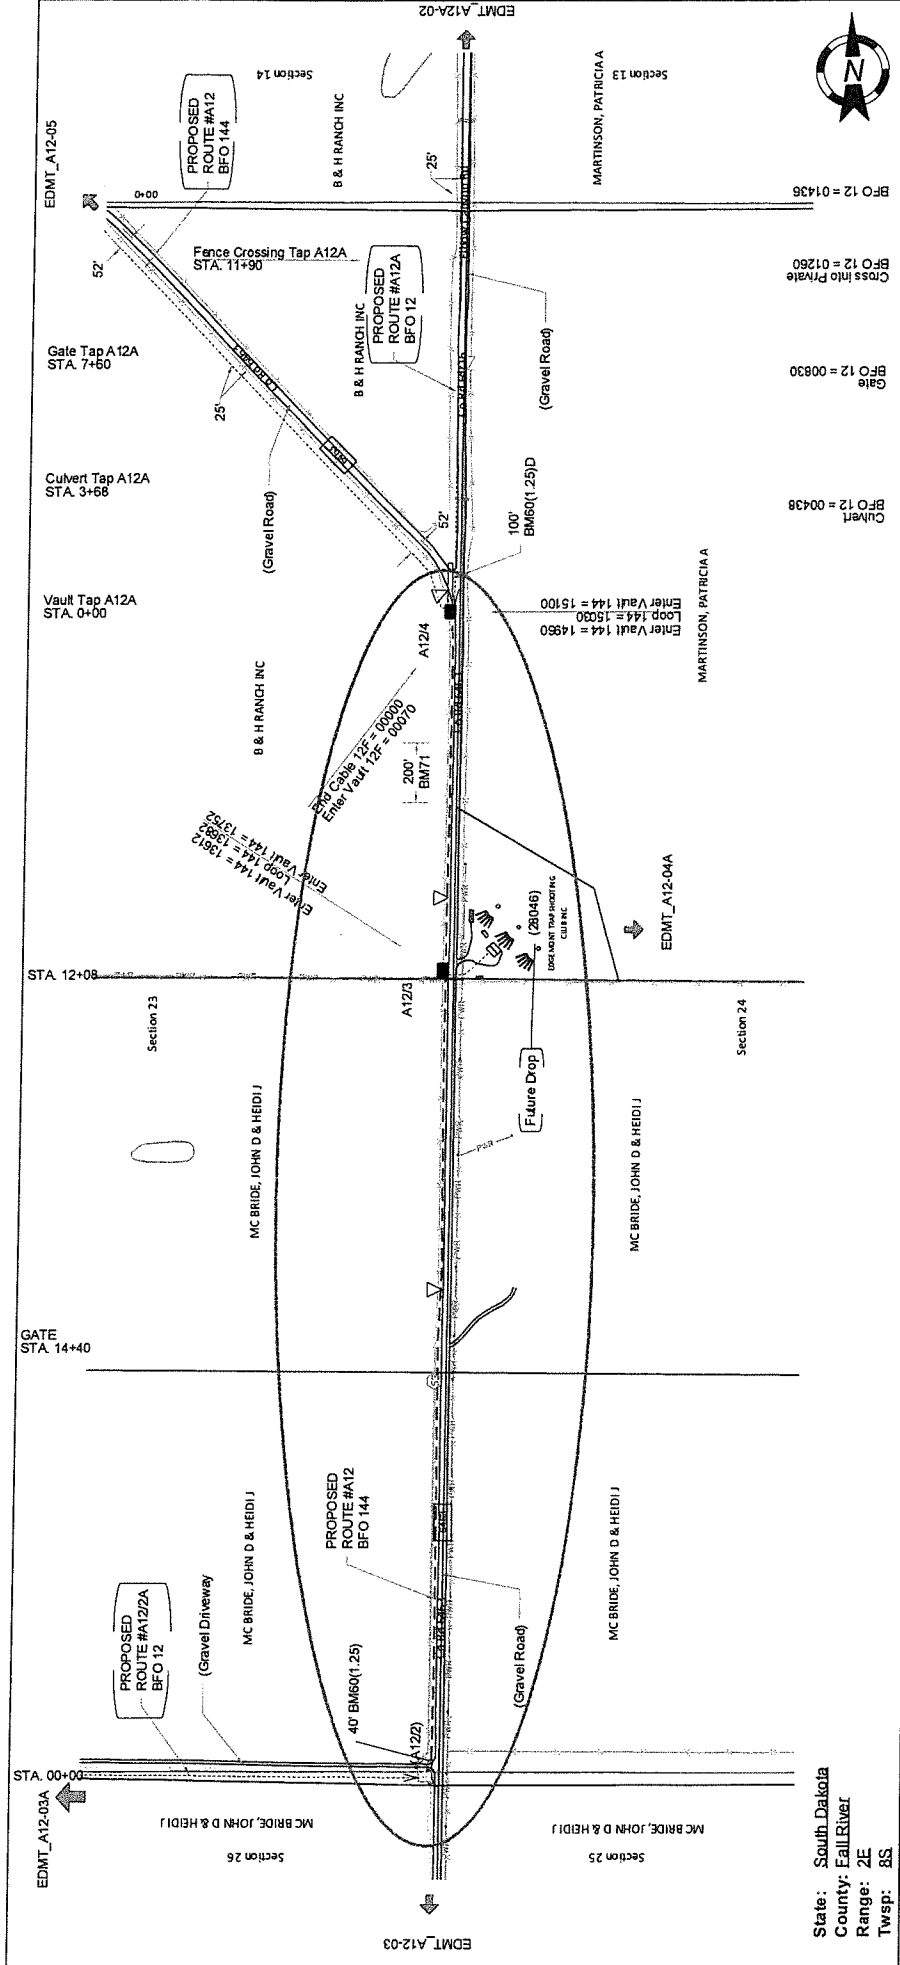 EDMT_A12A-02
EDMT_A12-05
Section 14
PROPOSED
ROUTE #A12
BFO 144
B & H RANCH INC
Section 13
MARTINSON, PATRICIA A
N
0+00
25'
52'
Fence Crossing Tap A12A
STA. 11+90
BFO 12 = 01436
Cross into Private
BFO 12 = 01260
PROPOSED
ROUTE #A12A
BFO 12
B & H RANCH INC
Gate Tap A12A
STA. 7+60
25'
(Gravel Road)
Gate
BFO 12 = 00830
Culvert Tap A12A
STA. 3+68
(Gravel Road)
52'
100'
BM60(1.25)D
Culvert
BFO 12 = 00438
Vault Tap A12A
STA. 0+00
A12/4
Enter Vault 144 = 14960
Loop 144 = 15030
Enter Vault 144 = 15100
MARTINSON, PATRICIA A
B & H RANCH INC
End Cable 12F = 00000
Enter Vault 12F = 00070
200'
BM71
Enter Vault 144 = 13612
Loop 144 = 13682
Enter Vault 144 = 13752
(28046)
EDGEMONT TRAP SHOOTING
CLUB INC
EDMT_A12-04A
STA. 12+08
A12/3
Section 23
Section 24
Future Drop
PWR
MC BRIDE, JOHN D & HEIDI J
MC BRIDE, JOHN D & HEIDI J
GATE
STA. 14+40
MC BRIDE, JOHN D & HEIDI J
PROPOSED
ROUTE #A12
BFO 144
MC BRIDE, JOHN D & HEIDI J
PROPOSED
ROUTE #A12/2A
BFO 12
(Gravel Driveway)
40' BM60(1.25)
(A12/2)
(Gravel Road)
STA. 00+00
EDMT_A12-03A
MC BRIDE, JOHN D & HEIDI J
Section 26
MC BRIDE, JOHN D & HEIDI J
Section 25
EDMT_A12-03
State: South Dakota
County: Fall River
Range: 2E
Twsp: 8S